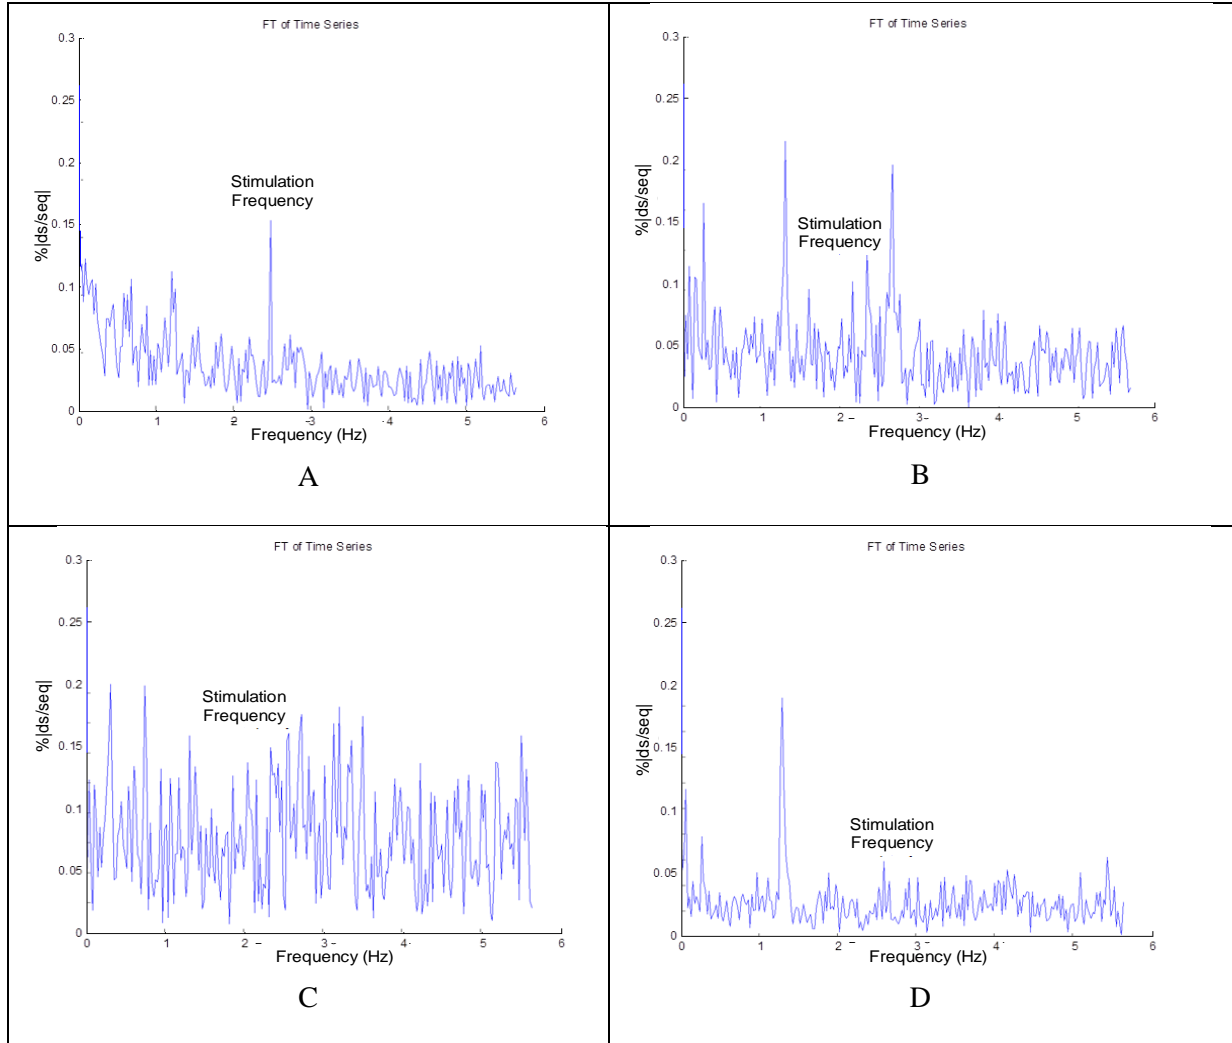 FT of Time Series
0.3
0.25
0.2
0.15
0.1
0.05
0
%|ds/seq|
Stimulation
Frequency
0 1 2 3 4 5 6
Frequency (Hz)
A
FT of Time Series
0.3
0.25
0.2
0.15
0.1
0.05
0
%|ds/seq|
Stimulation
Frequency
0 1 2 3 4 5 6
Frequency (Hz)
B
FT of Time Series
0.3
0.25
0.2
0.15
0.1
0.05
0
%|ds/seq|
Stimulation
Frequency
0 1 2 3 4 5 6
Frequency (Hz)
C
FT of Time Series
0.3
0.25
0.2
0.15
0.1
0.05
0
%|ds/seq|
Stimulation
Frequency
0 1 2 3 4 5 6
Frequency (Hz)
D